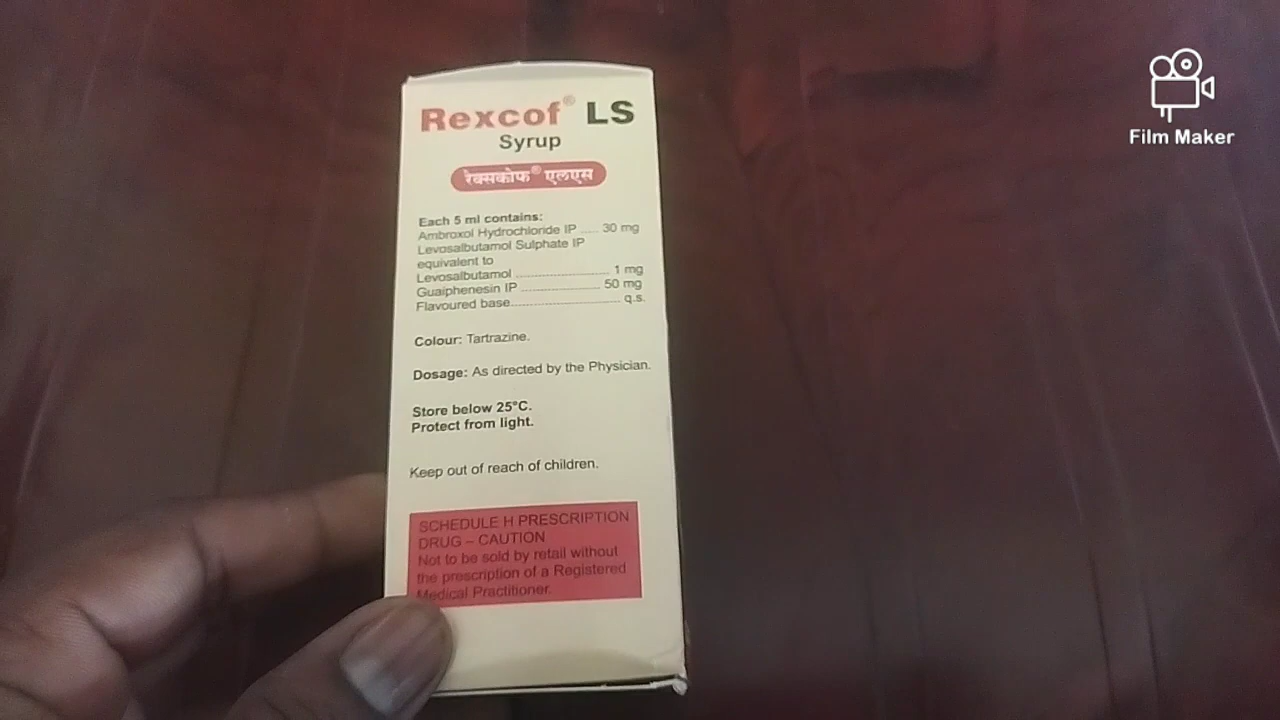 Rexcof® LS
Syrup
रेक्सकोफ® एलएस
Each 5 ml contains:
Ambroxol Hydrochloride IP ..... 30 mg
Levosalbutamol Sulphate IP
equivalent to
Levosalbutamol ........................... 1 mg
Guaiphenesin IP ...................... 50 mg
Flavoured base............................... q.s.
Colour: Tartrazine.
Dosage: As directed by the Physician.
Store below 25°C.
Protect from light.
Keep out of reach of children.
SCHEDULE H PRESCRIPTION
DRUG – CAUTION
Not to be sold by retail without
the prescription of a Registered
Medical Practitioner.
Film Maker